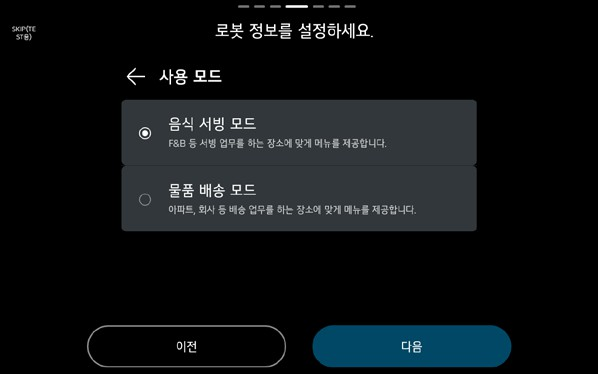 로봇 정보를 설정하세요.
SKIP(TE
ST용)
사용 모드
음식 서빙 모드
F&B 등 서빙 업무를 하는 장소에 맞게 메뉴를 제공합니다.
물품 배송 모드
아파트, 회사 등 배송 업무를 하는 장소에 맞게 메뉴를 제공합니다.
이전
다음